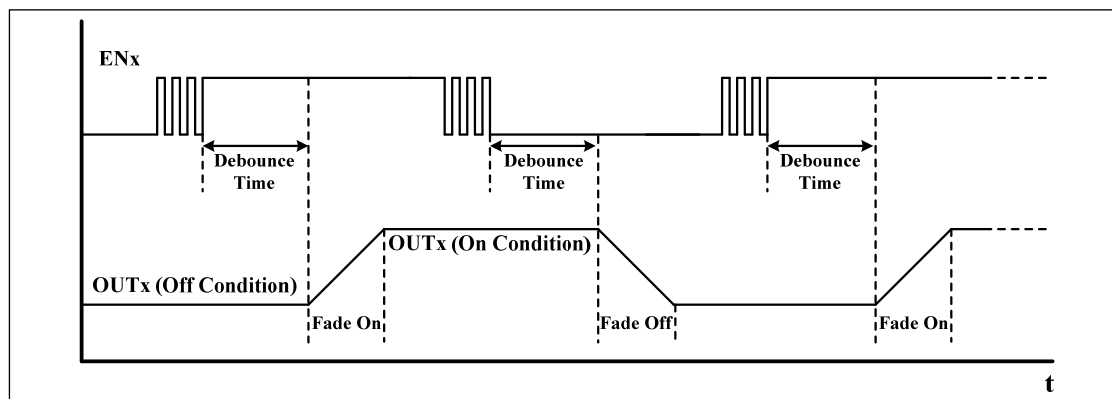 ENx
Debounce
Time
Debounce
Time
Debounce
Time
OUTx (On Condition)
OUTx (Off Condition)
Fade On
Fade Off
Fade On
t